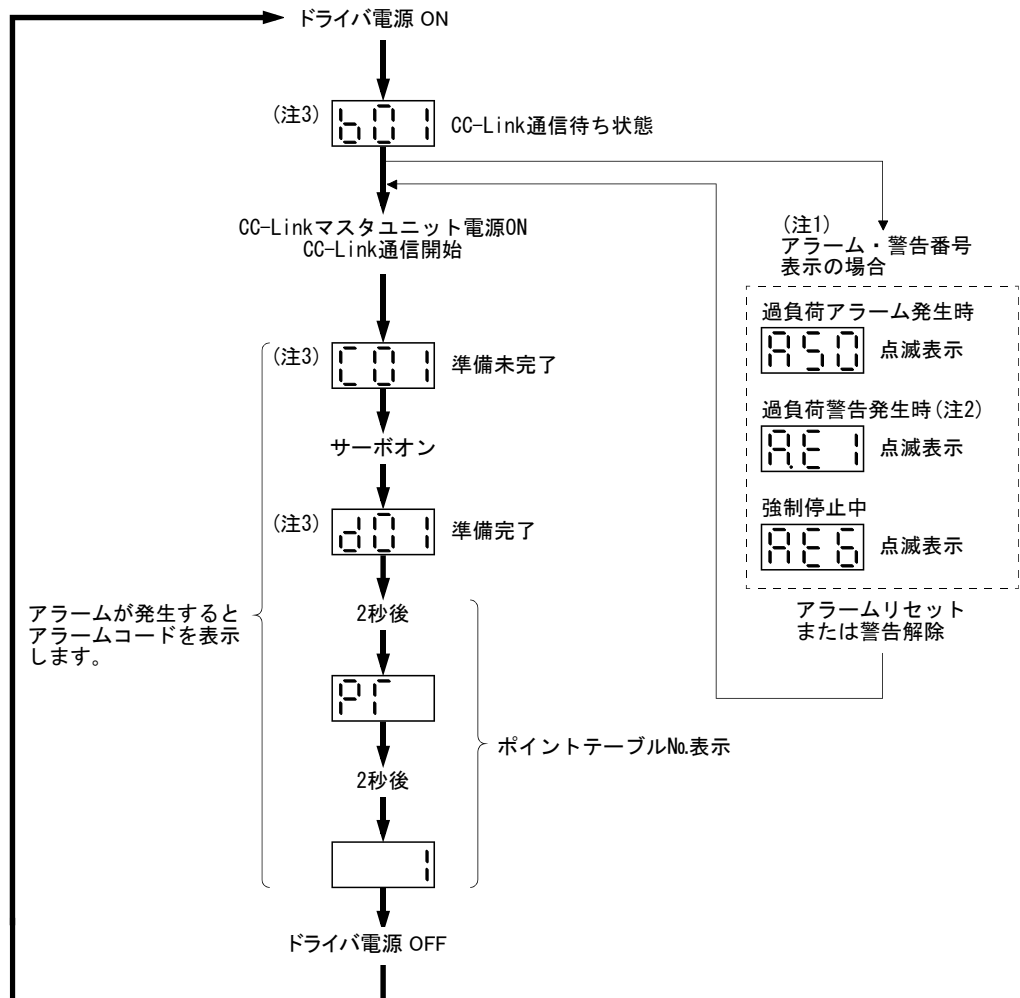 ドライバ電源 ON
(注3)
b01
CC-Link通信待ち状態
CC-Linkマスタユニット電源ON
CC-Link通信開始
(注3)
C01
準備未完了
サーボオン
(注3)
d01
準備完了
2秒後
PT
2秒後
1
ドライバ電源 OFF
アラームが発生すると
アラームコードを表示
します。
ポイントテーブル№表示
(注1)
アラーム・警告番号
表示の場合
過負荷アラーム発生時
A50
点滅表示
過負荷警告発生時(注2)
A.E1
点滅表示
強制停止中
AE6
点滅表示
アラームリセット
または警告解除